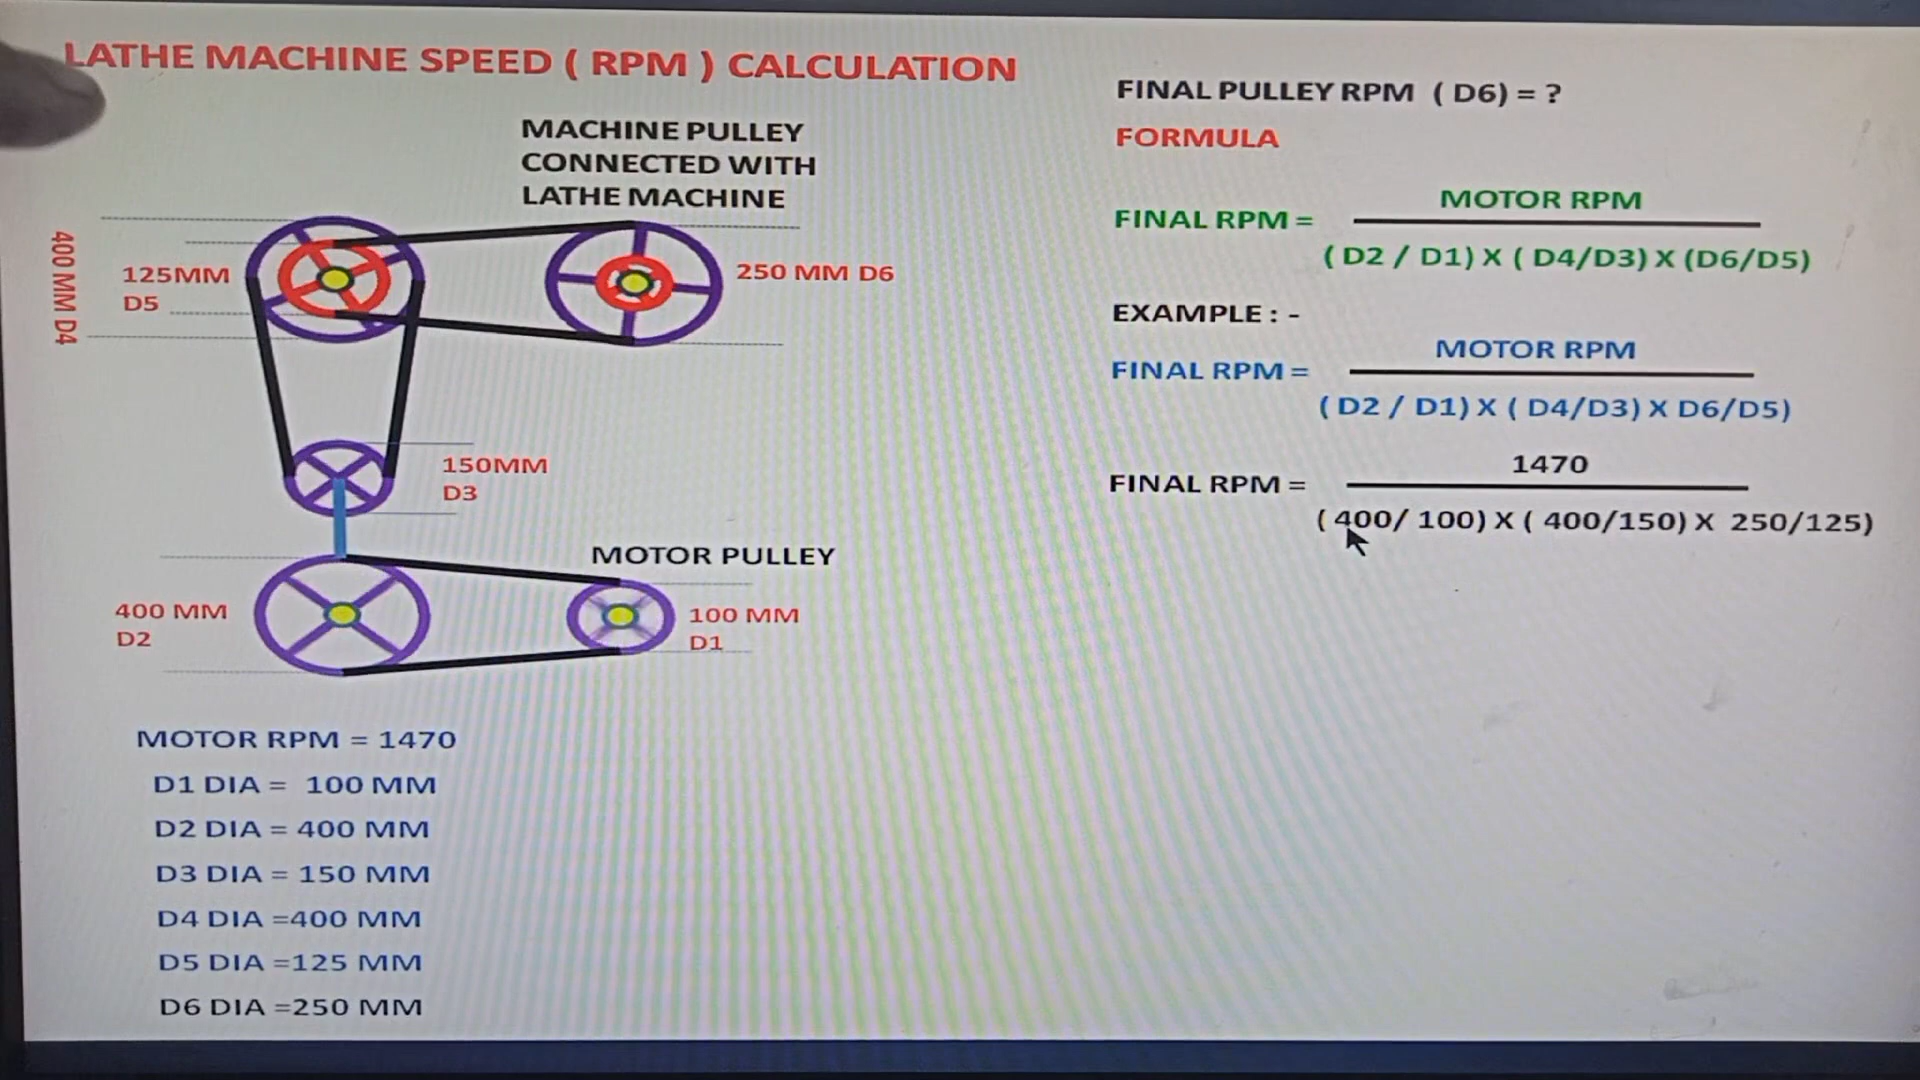 LATHE MACHINE SPEED ( RPM ) CALCULATION
MACHINE PULLEY
CONNECTED WITH
LATHE MACHINE
400 MM D4
125MM
D5
250 MM D6
150MM
D3
MOTOR PULLEY
400 MM
D2
100 MM
D1
MOTOR RPM = 1470
D1 DIA = 100 MM
D2 DIA = 400 MM
D3 DIA = 150 MM
D4 DIA =400 MM
D5 DIA =125 MM
D6 DIA =250 MM
FINAL PULLEY RPM ( D6) = ?
FORMULA
MOTOR RPM
FINAL RPM =
( D2 / D1) X ( D4/D3) X (D6/D5)
EXAMPLE : -
MOTOR RPM
FINAL RPM =
( D2 / D1) X ( D4/D3) X D6/D5)
1470
FINAL RPM =
( 400/ 100) X ( 400/150) X 250/125)